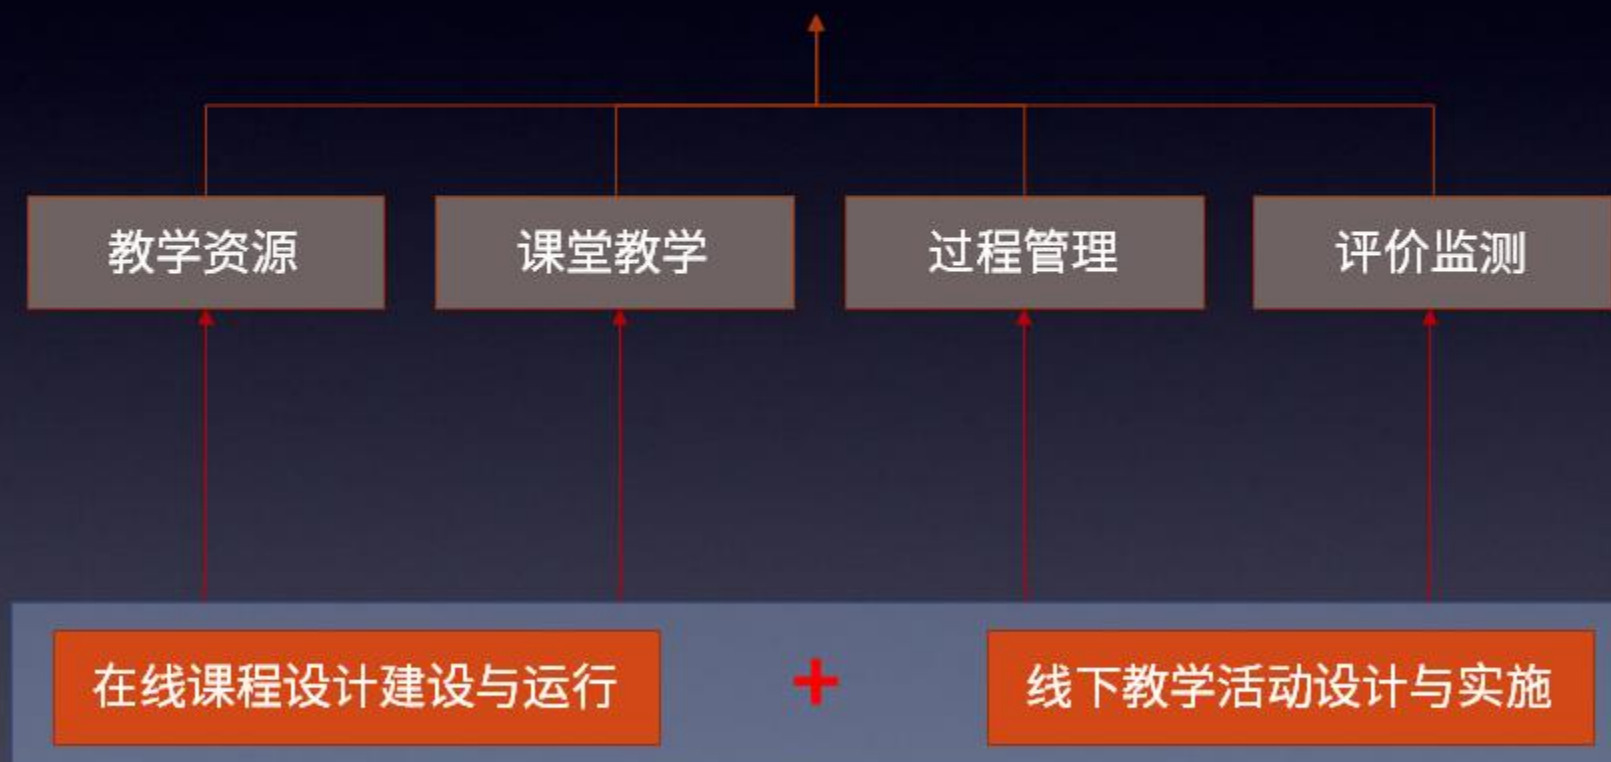 教学资源
课堂教学
过程管理
评价监测
在线课程设计建设与运行
+
线下教学活动设计与实施